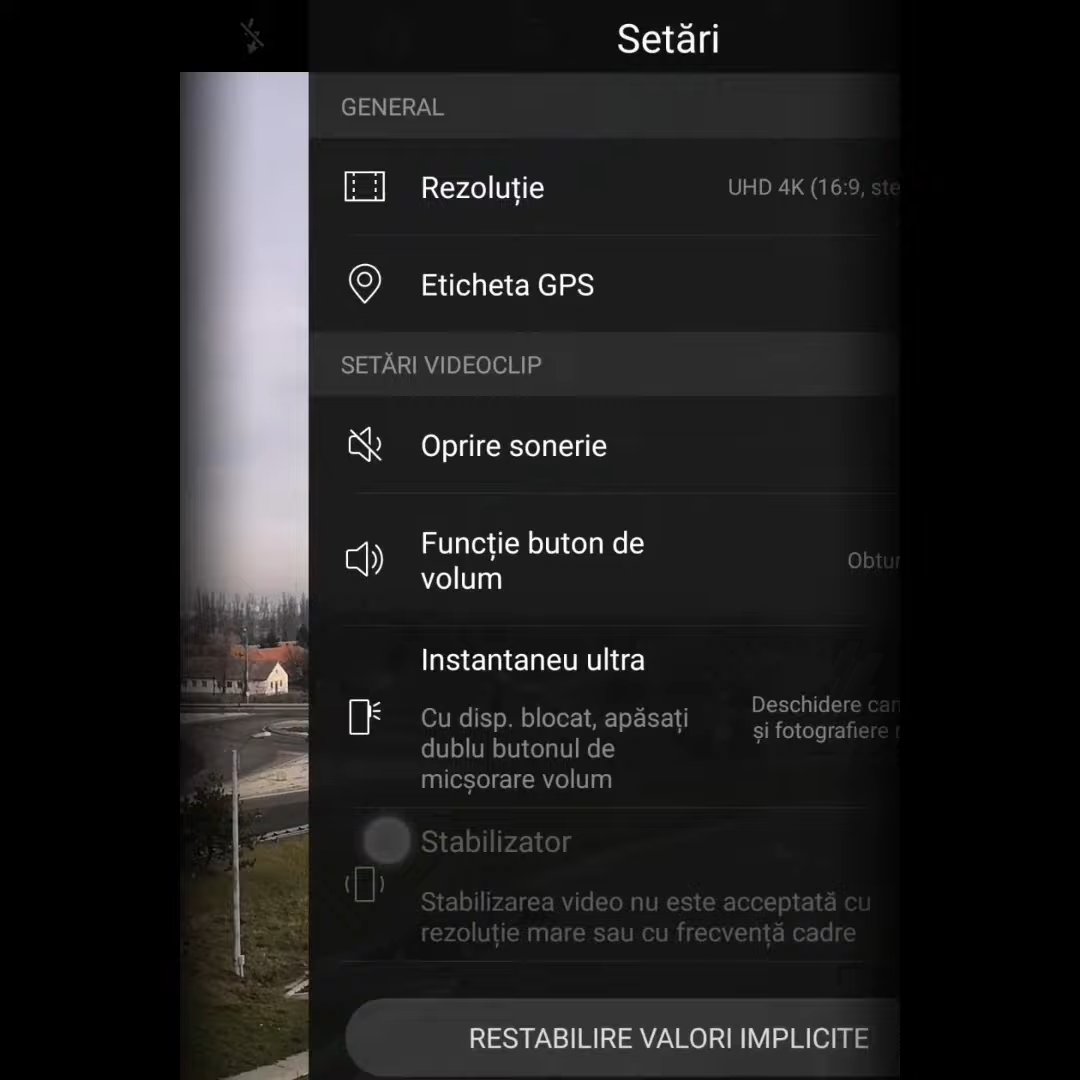 Setări
GENERAL
Rezoluție
UHD 4K (16:9,
Eticheta GPS
SETĂRI VIDEOCLIP
Oprire sonerie
Funcție buton de
volum
Instantaneu ultra
Cu disp. blocat, apăsați
dublu butonul de
micșorare volum
Deschidere
și fotografiere
Stabilizator
Stabilizarea video nu este acceptată cu
rezoluție mare sau cu frecvență cadre
RESTABILIRE VALORI IMPLICITE